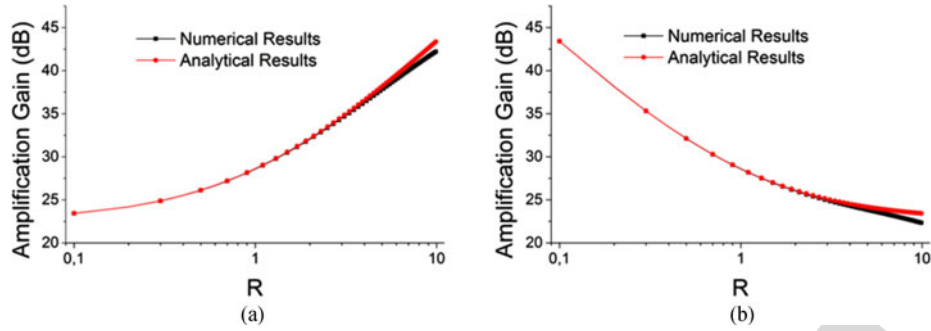 Amplification Gain (dB)
45
40
35
30
25
20
Numerical Results
Analytical Results
0,1
1
10
R
(a)
Amplification Gain (dB)
45
40
35
30
25
20
Numerical Results
Analytical Results
0,1
1
10
R
(b)